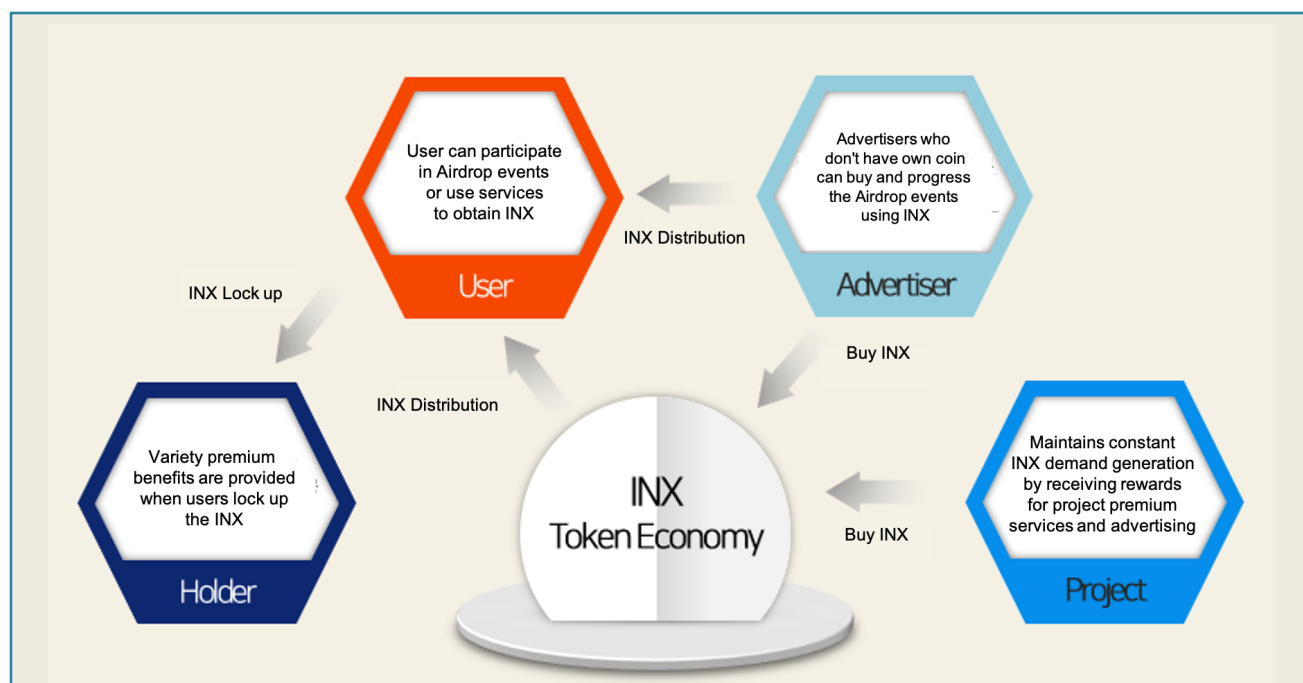 User can participate
in Airdrop events
or use services
to obtain INX
User
Advertisers who
don't have own coin
can buy and progress
the Airdrop events
using INX
Advertiser
INX Distribution
INX Lock up
Buy INX
INX Distribution
Variety premium
benefits are provided
when users lock up
the INX
Holder
INX
Token Economy
Buy INX
Maintains constant
INX demand generation
by receiving rewards
for project premium
services and advertising
Project